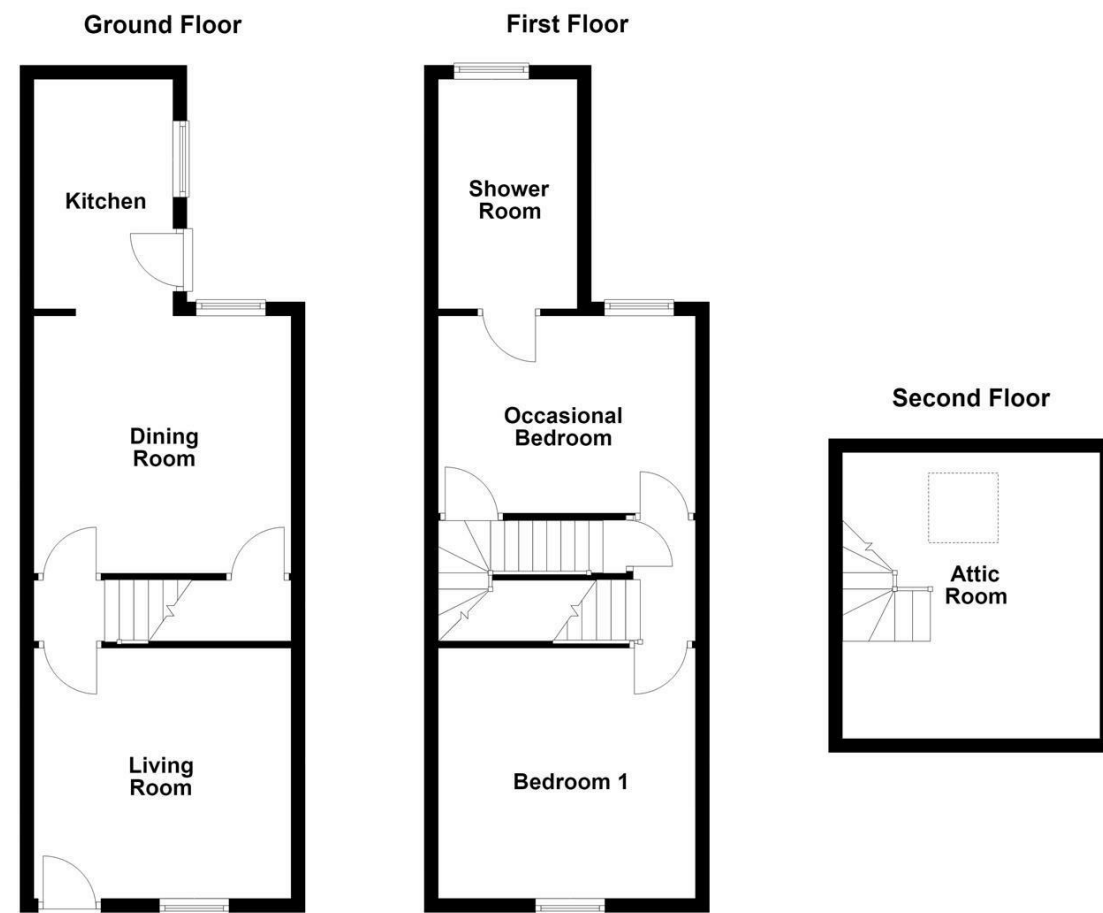 Ground Floor
Kitchen
Dining
Room
Living
Room
First Floor
Shower
Room
Occasional
Bedroom
Bedroom 1
Second Floor
Attic
Room